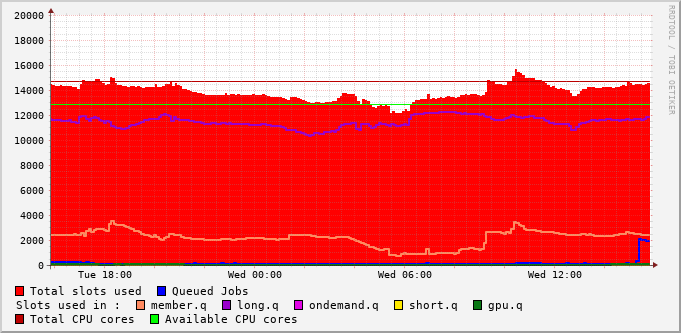 20000
18000
16000
14000
12000
10000
8000
6000
4000
2000
0
Tue 18:00 Wed 00:00 Wed 06:00 Wed 12:00
RRDTOOL / TOBI OETIKER
Total slots used Queued Jobs
Slots used in : member.q long.q ondemand.q short.q gpu.q
Total CPU cores Available CPU cores